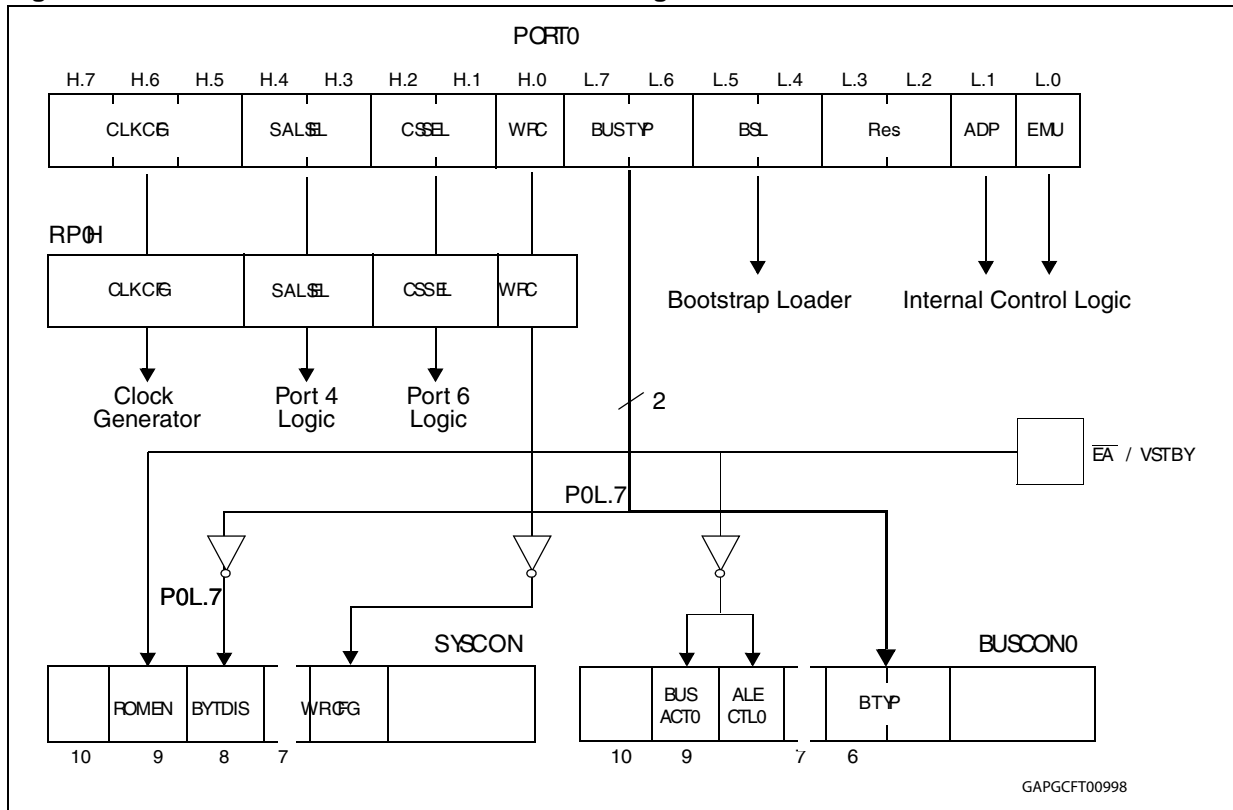 PORT0
H.7 H.6 H.5 H.4 H.3 H.2 H.1 H.0 L.7 L.6 L.5 L.4 L.3 L.2 L.1 L.0
CLKCFG SALSEL CSSEL WRC BUSTYP BSL Res ADP EMU
RP0H
CLKCFG SALSEL CSSEL WRC
Bootstrap Loader Internal Control Logic
Clock Generator
Port 4 Logic
Port 6 Logic
2
EA / VSTBY
P0L.7
P0L.7
SYSCON BUSCON0
ROMEN BYTDIS WRCFG
BUS ACT0
ALE CTL0
BTYP
10 9 8 7 10 9 7 6
GAPGCFT00998